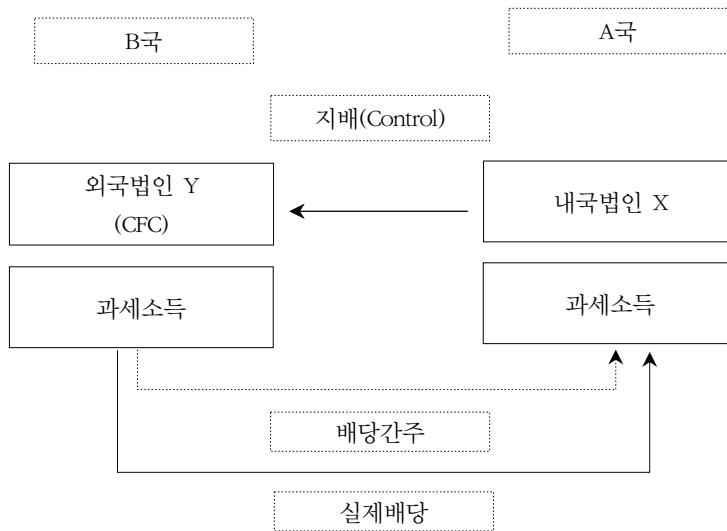 B국
A국
지배(Control)
외국법인 Y
(CFC)
내국법인 X
과세소득
과세소득
배당간주
실제배당